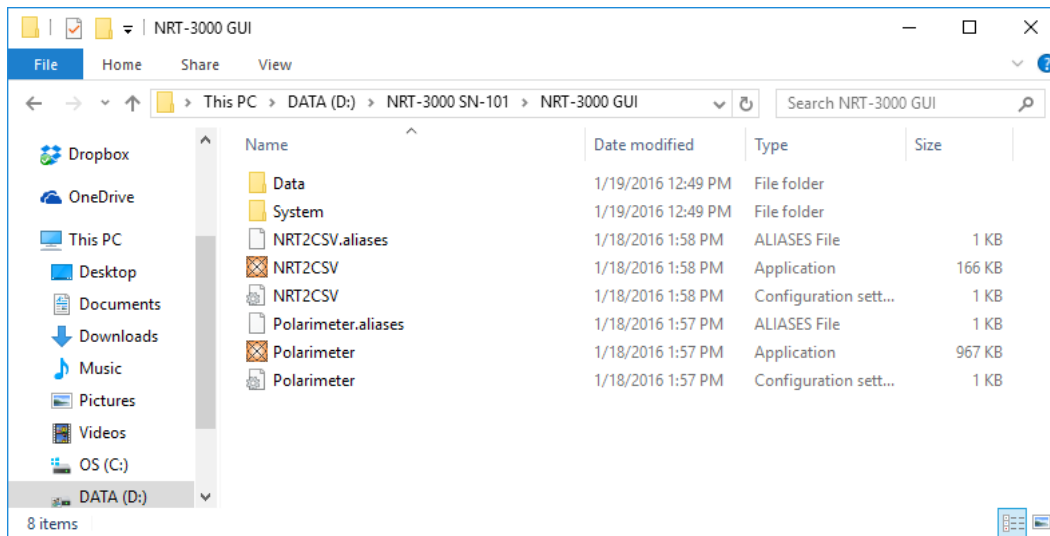 NRT-3000 GUI
File Home Share View
This PC DATA (D:) NRT-3000 SN-101 NRT-3000 GUI Search NRT-3000 GUI
Name Date modified Type Size
Dropbox
OneDrive
This PC
Desktop
Documents
Downloads
Music
Pictures
Videos
OS (C:)
DATA (D:)
Data 1/19/2016 12:49 PM File folder
System 1/19/2016 12:49 PM File folder
NRT2CSV.aliases 1/18/2016 1:58 PM ALIASES File 1 KB
NRT2CSV 1/18/2016 1:58 PM Application 166 KB
NRT2CSV 1/18/2016 1:58 PM Configuration sett... 1 KB
Polarimeter.aliases 1/18/2016 1:57 PM ALIASES File 1 KB
Polarimeter 1/18/2016 1:57 PM Application 967 KB
Polarimeter 1/18/2016 1:57 PM Configuration sett... 1 KB
8 items